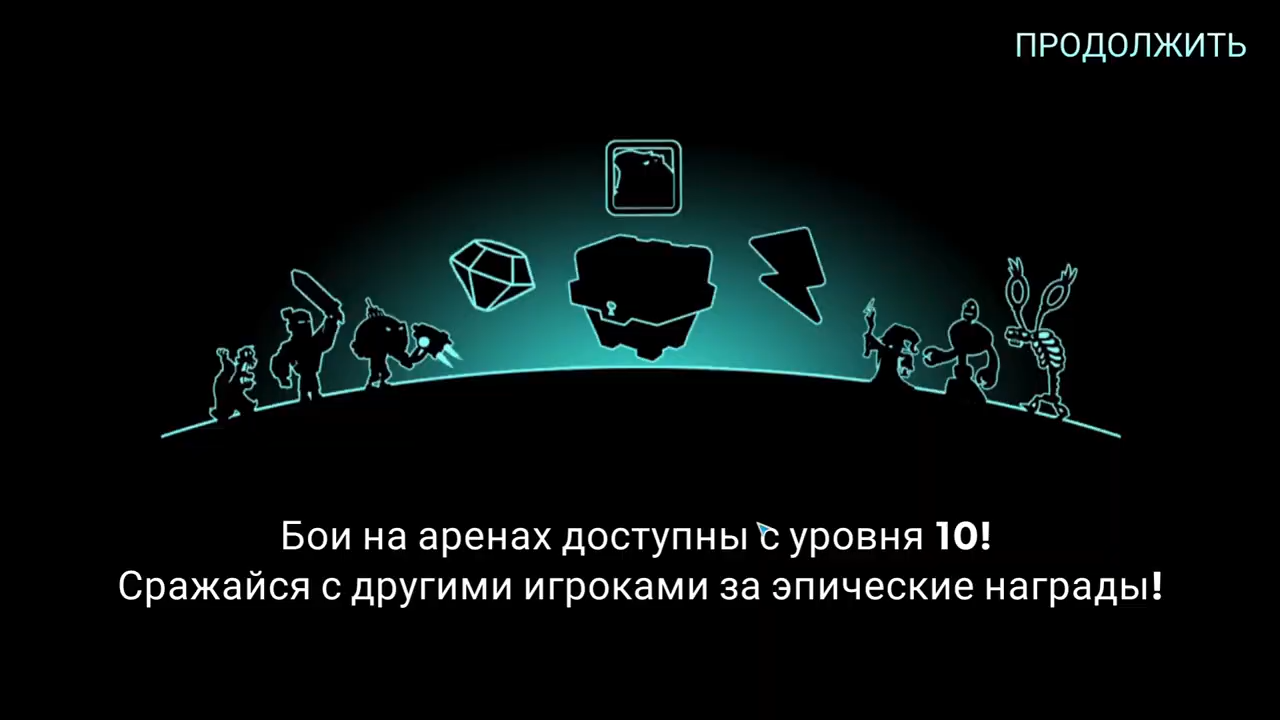 ПРОДОЛЖИТЬ
Бои на аренах доступны с уровня 10!
Сражайся с другими игроками за эпические награды!